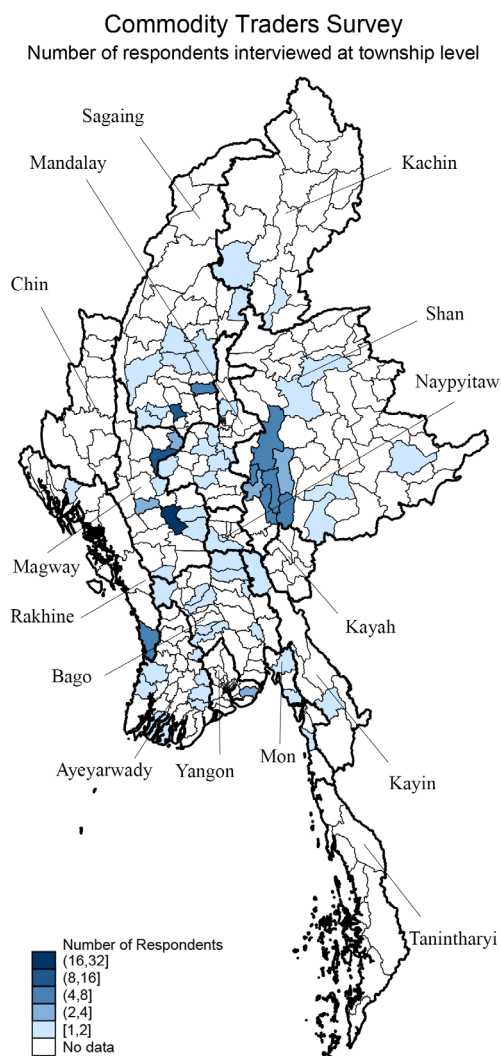 Commodity Traders Survey
Number of respondents interviewed at township level
Sagaing
Mandalay
Kachin
Chin
Shan
Naypyitaw
Magway
Rakhine
Kayah
Bago
Ayeyarwady
Yangon
Mon
Kayin
Tanintharyi
Number of Respondents
(16,32]
(8,16]
(4,8]
(2,4]
[1,2]
No data